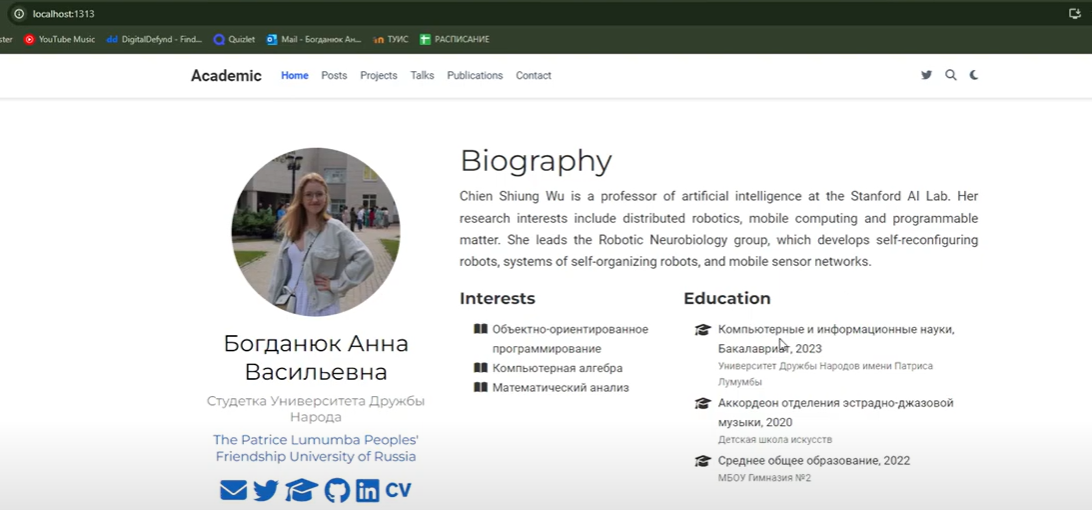 localhost:1313
ster YouTube Music DigitalDefynd - Find... Quizlet Mail - Богданюк Ан... ТУИС РАСПИСАНИЕ
Academic Home Posts Projects Talks Publications Contact
Biography
Chien Shiung Wu is a professor of artificial intelligence at the Stanford AI Lab. Her
research interests include distributed robotics, mobile computing and programmable
matter. She leads the Robotic Neurobiology group, which develops self-reconfiguring
robots, systems of self-organizing robots, and mobile sensor networks.
Interests
Объектно-ориентированное
программирование
Компьютерная алгебра
Математический анализ
Education
Компьютерные и информационные науки,
Бакалавриат, 2023
Университет Дружбы Народов имени Патриса
Лумумбы
Аккордеон отделения эстрадно-джазовой
музыки, 2020
Детская школа искусств
Среднее общее образование, 2022
МБОУ Гимназия №2
Богданюк Анна
Васильевна
Студетка Университета Дружбы
Народа
The Patrice Lumumba Peoples'
Friendship University of Russia
CV